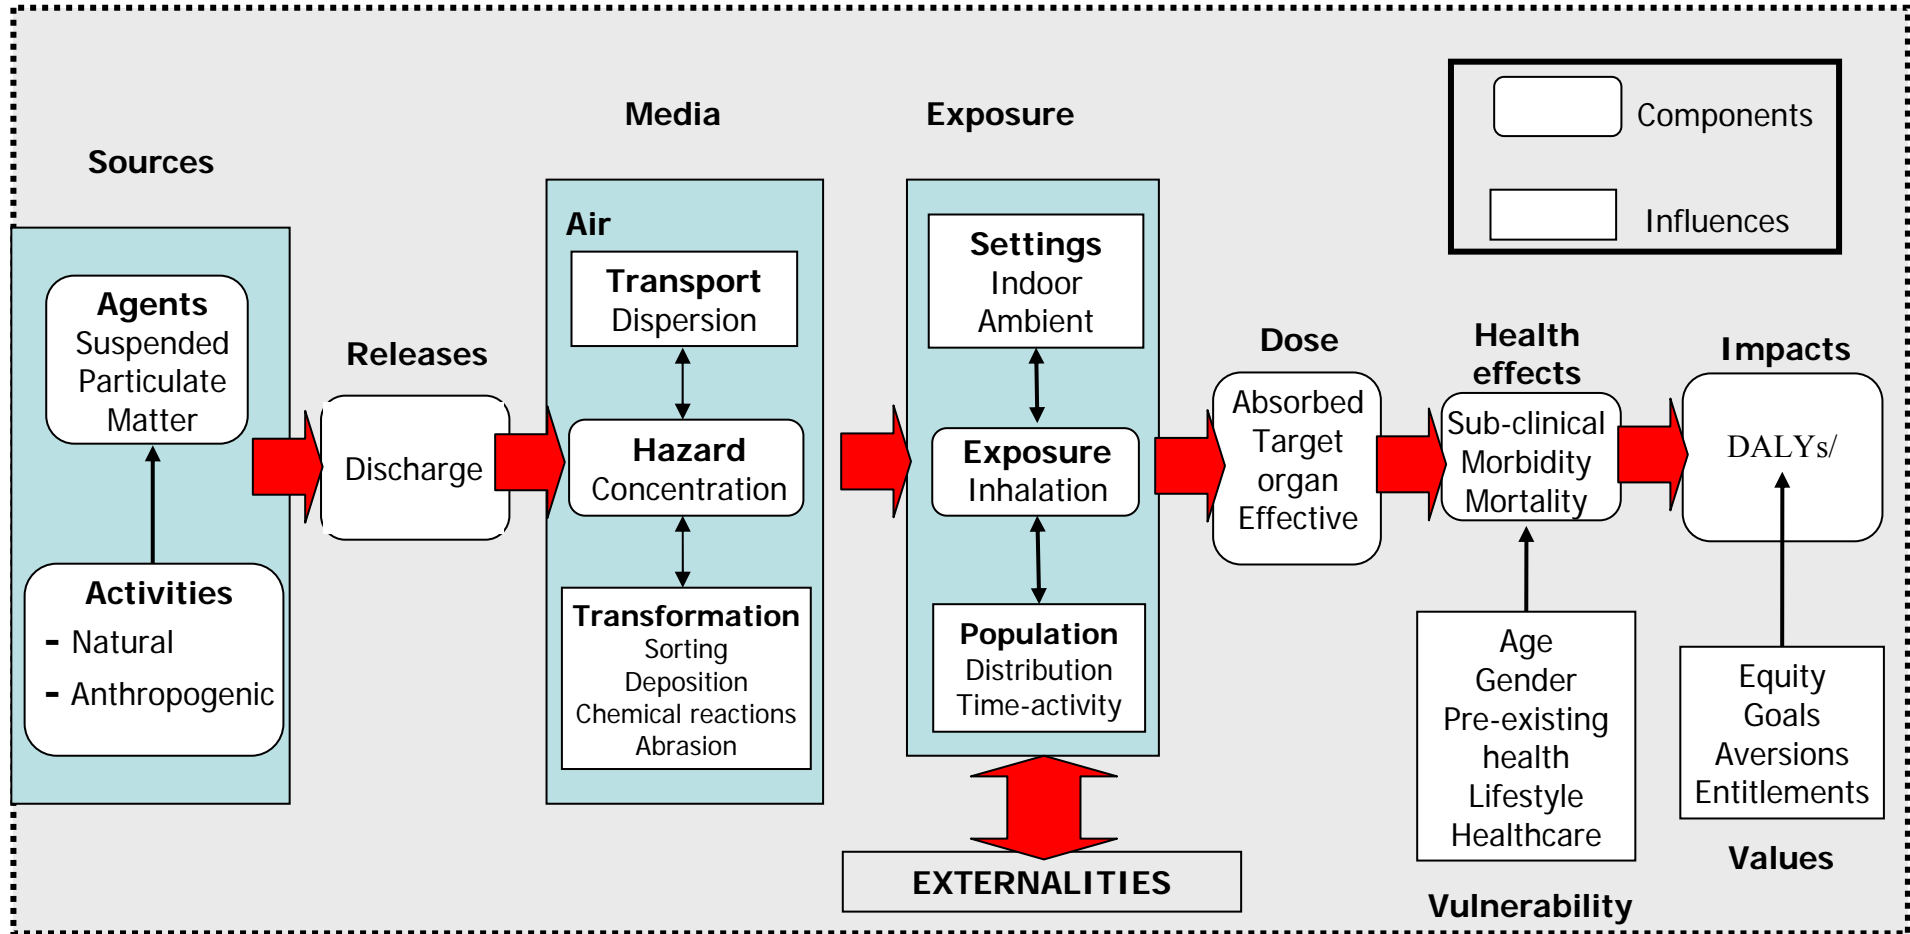 Components
Influences
Sources
Agents
Suspended
Particulate
Matter
Activities
- Natural
- Anthropogenic
Releases
Discharge
Media
Air
Transport
Dispersion
Hazard
Concentration
Transformation
Sorting
Deposition
Chemical reactions
Abrasion
Exposure
Settings
Indoor
Ambient
Exposure
Inhalation
Population
Distribution
Time-activity
EXTERNALITIES
Dose
Absorbed
Target
organ
Effective
Health
effects
Sub-clinical
Morbidity
Mortality
Age
Gender
Pre-existing
health
Lifestyle
Healthcare
Vulnerability
Impacts
DALYs/
Equity
Goals
Aversions
Entitlements
Values